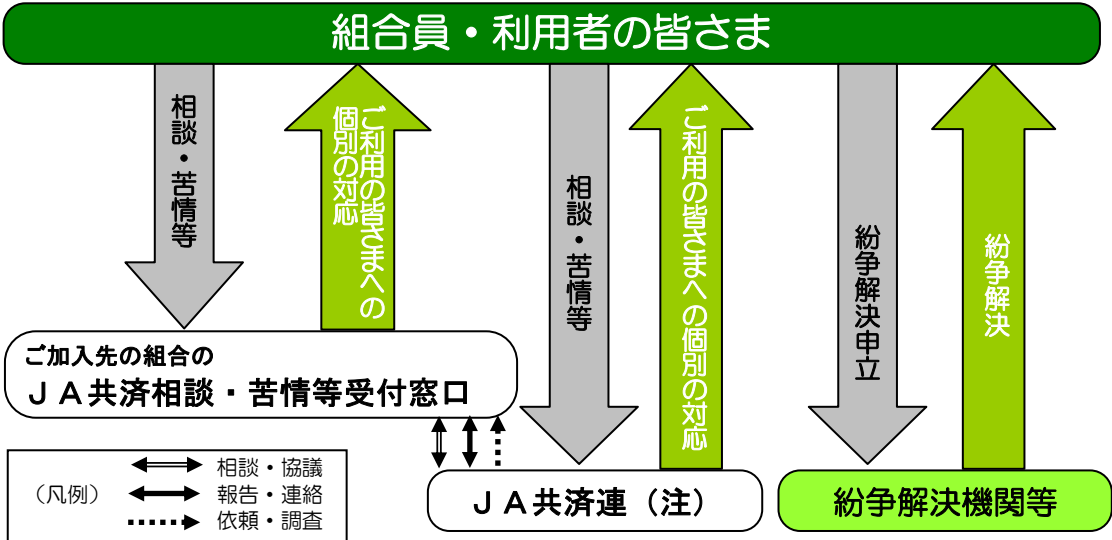 組合員・利用者の皆さま
相談・苦情等
ご利用の皆さまへの
個別の対応
相談・苦情等
ご利用の皆さまへの個別の対応
紛争解決申立
紛争解決
ご加入先の組合の
ＪＡ共済相談・苦情等受付窓口
ＪＡ共済連（注）
紛争解決機関等
（凡例）
相談・協議
報告・連絡
依頼・調査